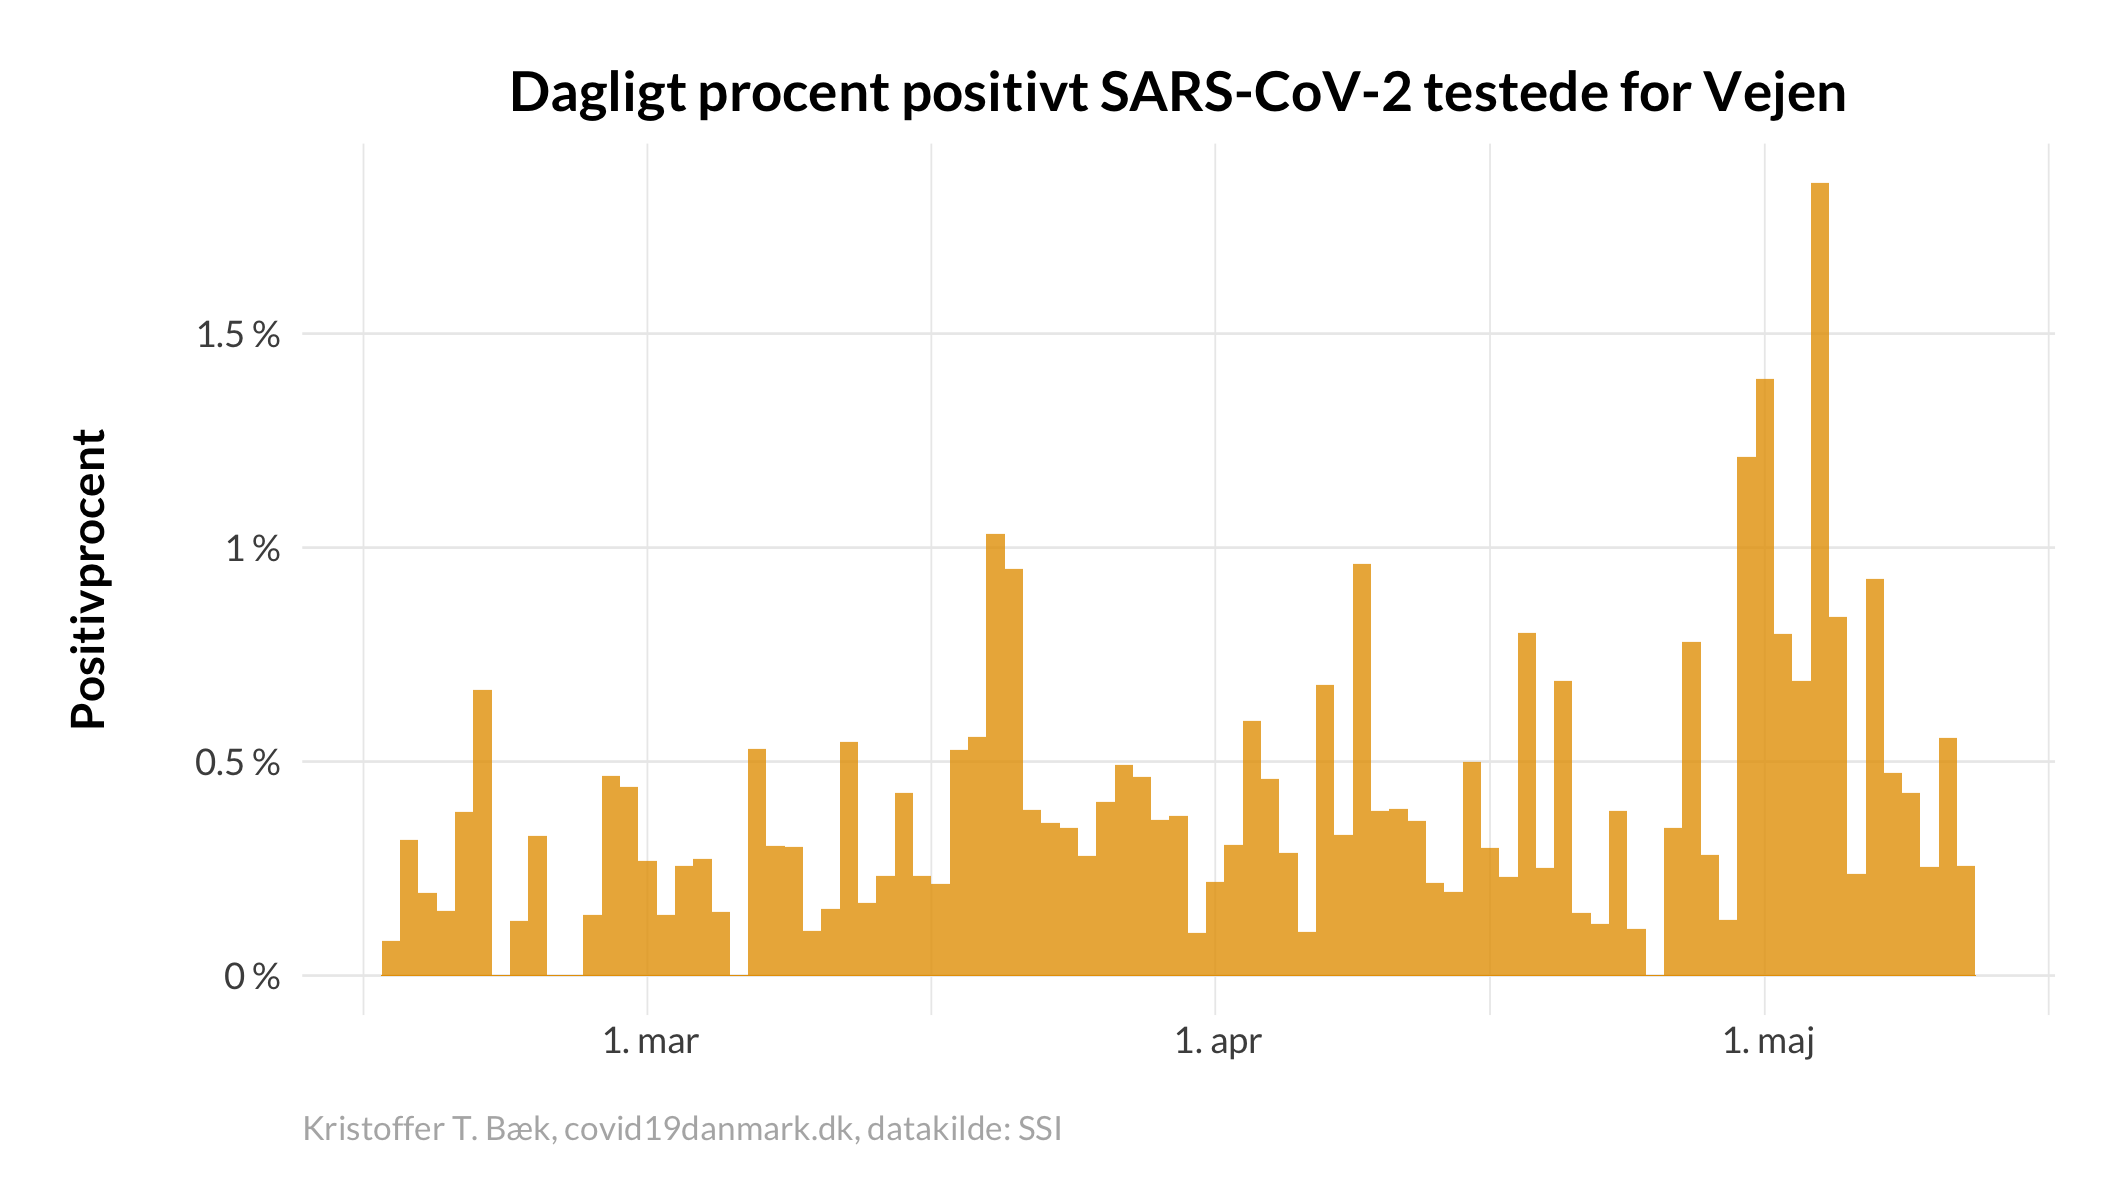 Dagligt procent positivt SARS-CoV-2 testede for Vejen
Positivprocent
1.5 %
1 %
0.5 %
0 %
1. mar
1. apr
1. maj
Kristoffer T. Bæk, covid19danmark.dk, datakilde: SSI